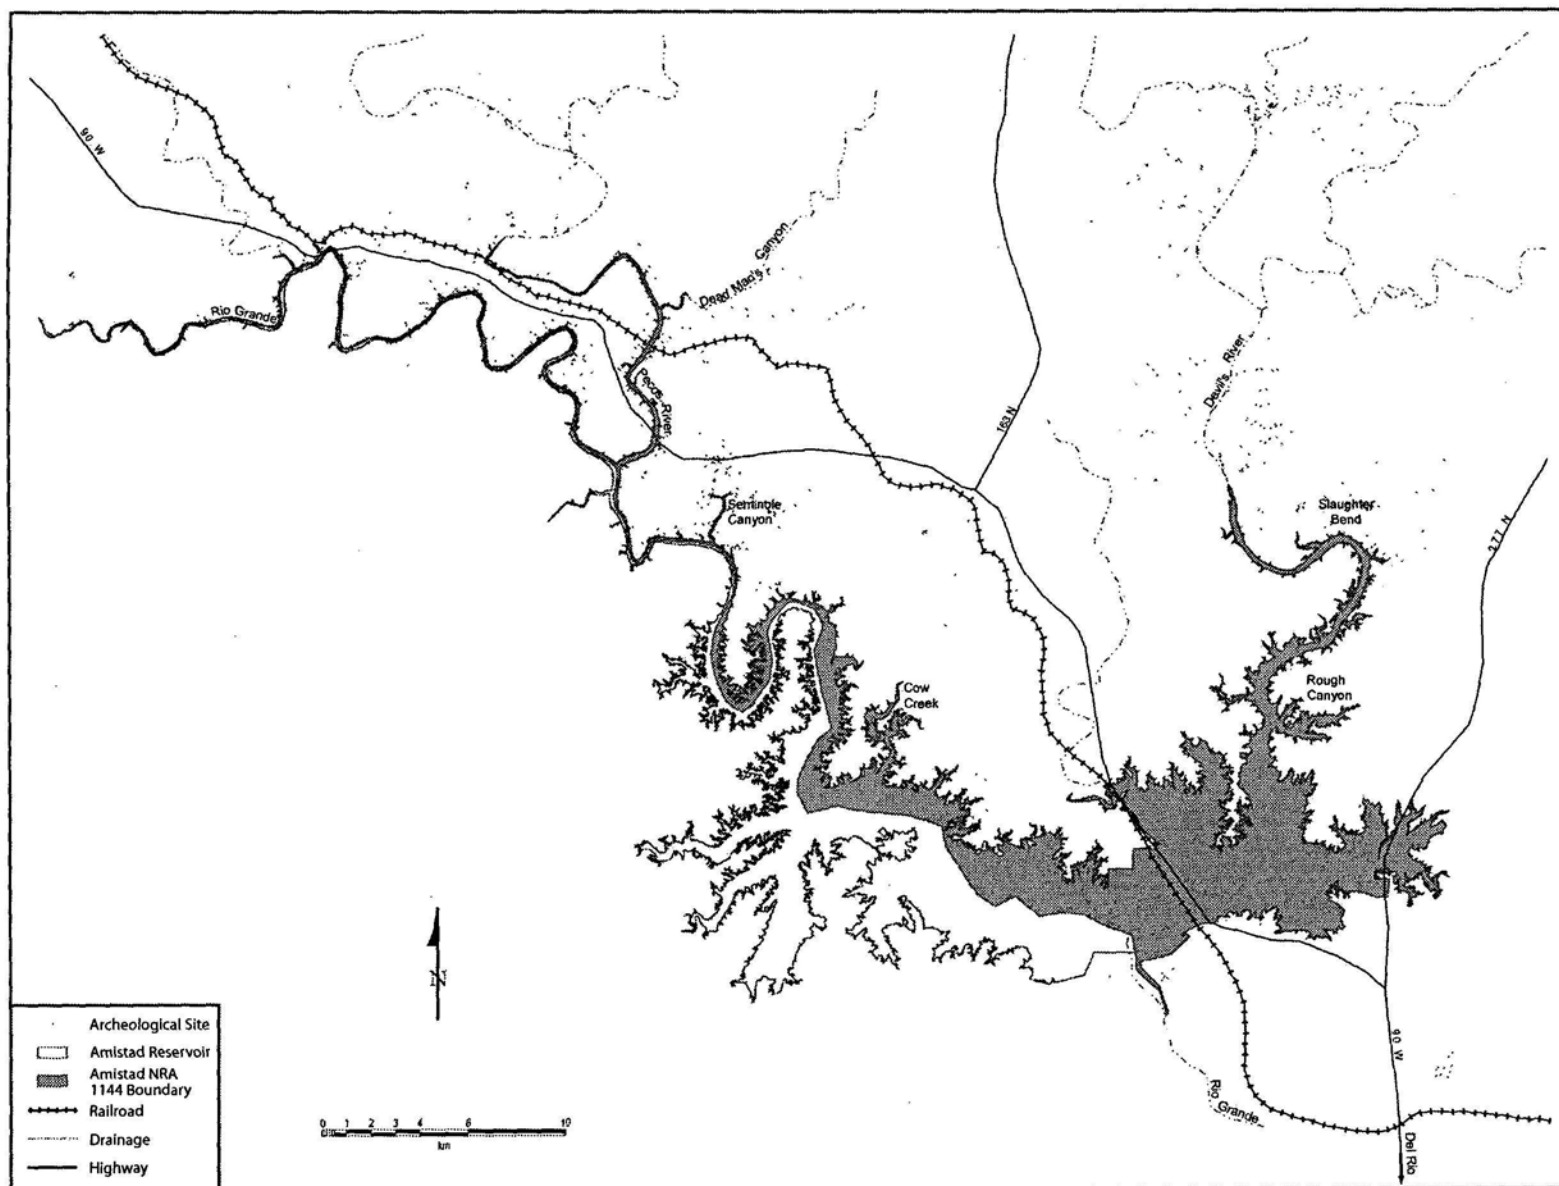 90 W
Rio Grande
Dead Man's Canyon
Pecos River
163 N
Devil's River
277 N
Seminole
Canyon
Slaughter
Bend
Cow
Creek
Rough
Canyon
N
Archeological Site
Amistad Reservoir
Amistad NRA
1144 Boundary
Railroad
Drainage
Highway
0 1 2 3 4 6 10
km
Rio Grande
90 W
Del Rio